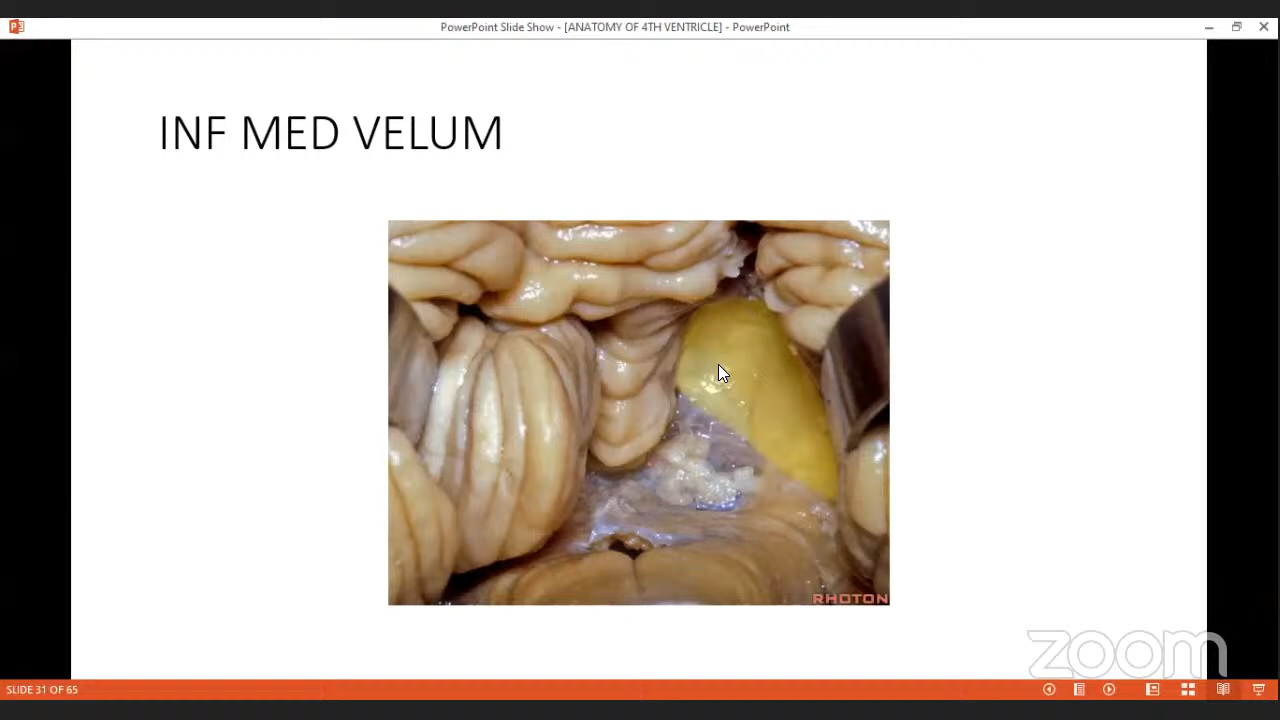 PowerPoint Slide Show - [ANATOMY OF 4TH VENTRICLE] - PowerPoint
INF MED VELUM
RHOTON
zoom
SLIDE 31 OF 65